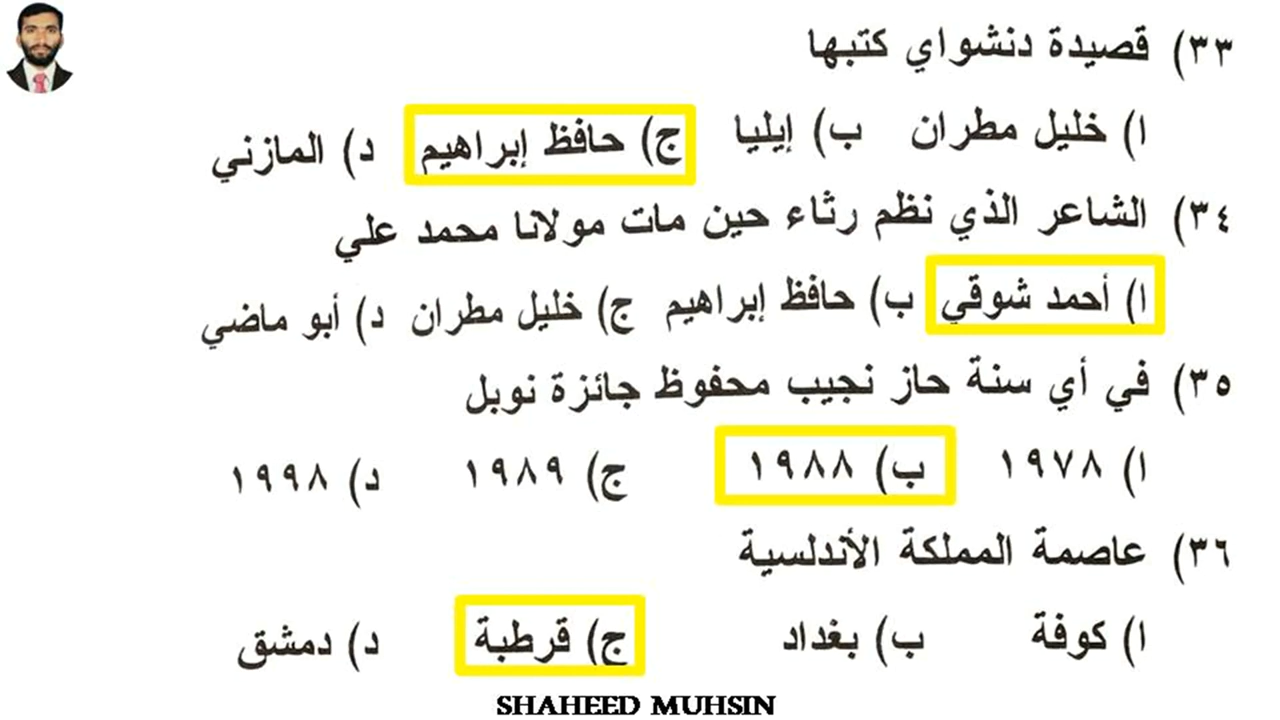 ٣٣) قصيدة دنشواي كتبها
ا) خليل مطران ب) إيليا ج) حافظ إبراهيم د) المازني
٣٤) الشاعر الذي نظم رثاء حين مات مولانا محمد علي
ا) أحمد شوقي ب) حافظ إبراهيم ج) خليل مطران د) أبو ماضي
٣٥) في أي سنة حاز نجيب محفوظ جائزة نوبل
ا) ١٩٧٨ ب) ١٩٨٨ ج) ١٩٨٩ د) ١٩٩٨
٣٦) عاصمة المملكة الأندلسية
ا) كوفة ب) بغداد ج) قرطبة د) دمشق
SHAHEED MUHSIN